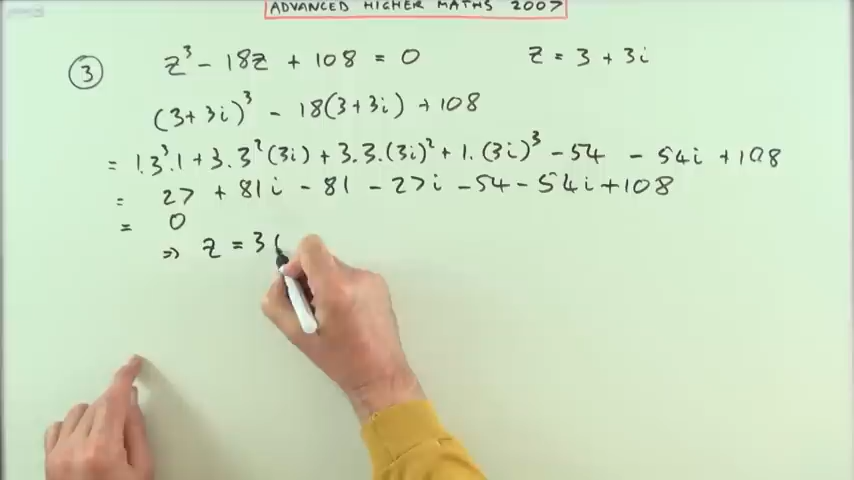 ADVANCED HIGHER MATHS 2007
③ z³ - 18z + 108 = 0 z = 3 + 3i
(3+3i)³ - 18(3+3i) + 108
= 1.3³.1 + 3.3²(3i) + 3.3.(3i)² + 1.(3i)³ - 54 - 54i + 108
= 27 + 81i - 81 - 27i - 54 - 54i + 108
= 0
⇒ z = 3 (